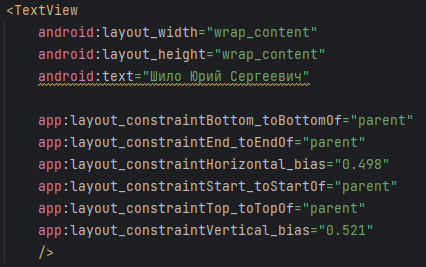 <TextView
android:layout_width="wrap_content"
android:layout_height="wrap_content"
android:text="Шило Юрий Сергеевич"
app:layout_constraintBottom_toBottomOf="parent"
app:layout_constraintEnd_toEndOf="parent"
app:layout_constraintHorizontal_bias="0.498"
app:layout_constraintStart_toStartOf="parent"
app:layout_constraintTop_toTopOf="parent"
app:layout_constraintVertical_bias="0.521"
/>